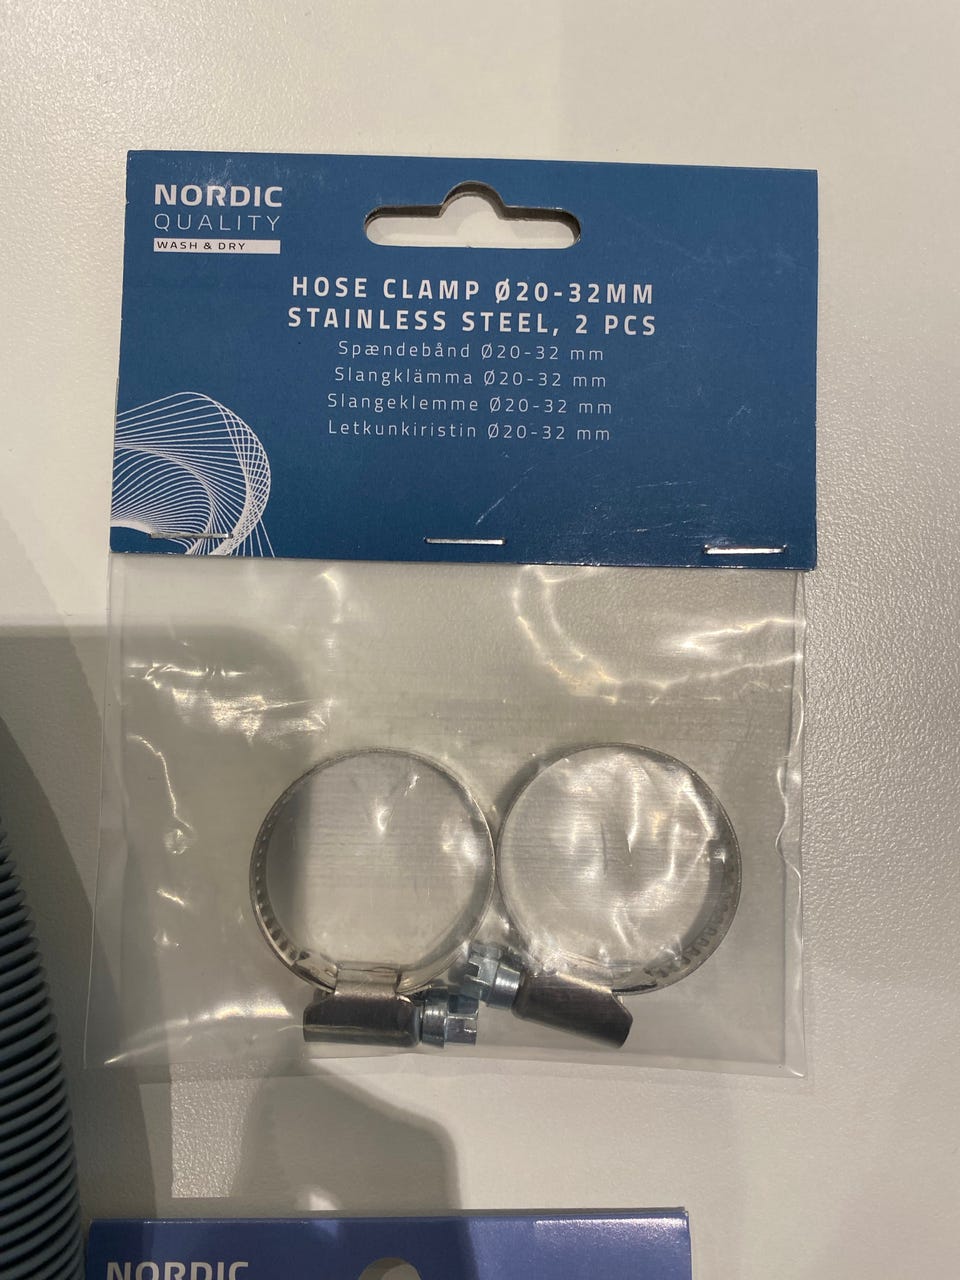 NORDIC
QUALITY
WASH & DRY
HOSE CLAMP Ø20-32MM
STAINLESS STEEL, 2 PCS
Spændebånd Ø20-32 mm
Slangklämma Ø20-32 mm
Slangeklemme Ø20-32 mm
Letkunkiristin Ø20-32 mm
NORDIC